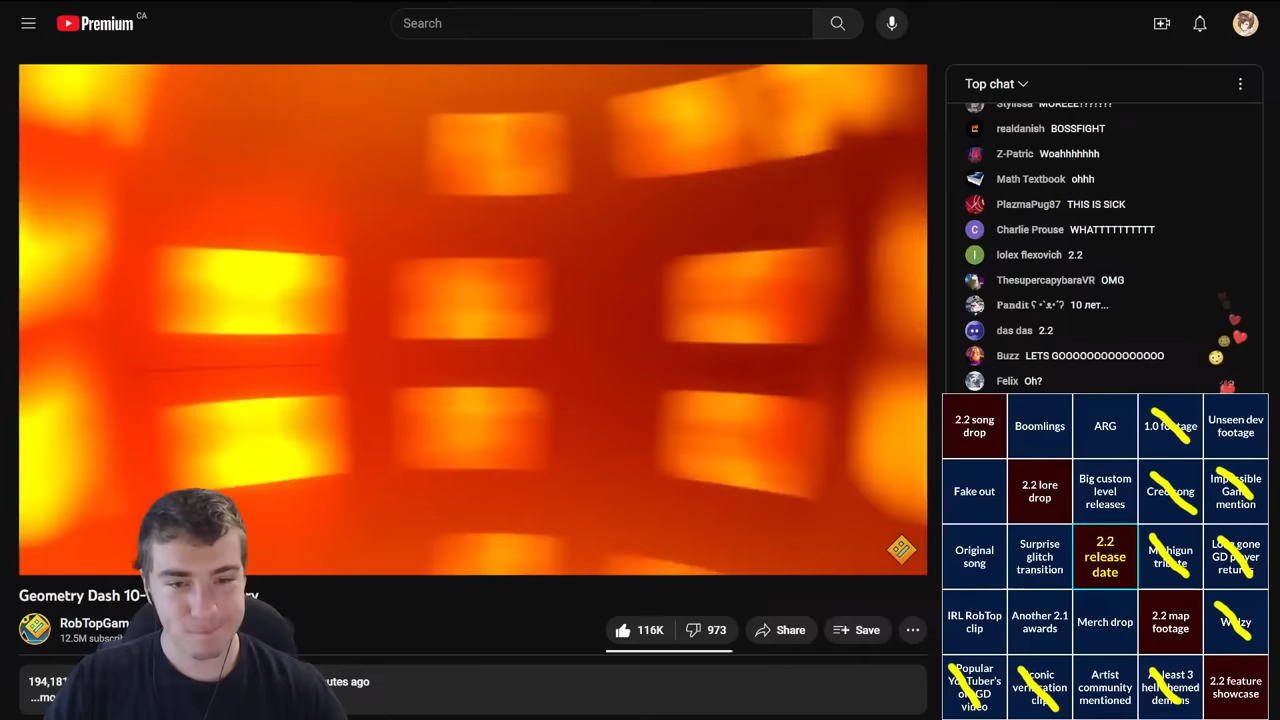 Premium CA
Search
Top chat
Stylissa MOREEE???????
realdanish BOSSFIGHT
Z-Patric Woahhhhhhh
Math Textbook ohhh
PlazmaPug87 THIS IS SICK
C Charlie Prouse WHATTTTTTTTTT
I lolex flexovich 2.2
ThesupercapybaraVR OMG
Pandit ʕ •̀ᴥ•́ʔ 10 лет...
das das 2.2
Buzz LETS GOOOOOOOOOOOOOOO
Felix Oh?
2.2 song
drop
Boomlings
ARG
1.0 footage
Unseen dev
footage
Fake out
2.2 lore
drop
Big custom
level
releases
song
Impossible
Game
mention
Original
song
Surprise
glitch
transition
2.2
release
date
Michigun
tribute
Long gone
GD player
returns
IRL RobTop
clip
Another 2.1
awards
Merch drop
2.2 map
footage
Popular
YouTuber's
GD
video
Iconic
verification
clip
Artist
community
mentioned
At least 3
hell themed
demons
2.2 feature
showcase
Geometry Dash 10-
RobTopGam
12.5M subscrib
116K
973
Share
Save
194,181
utes ago
...mo